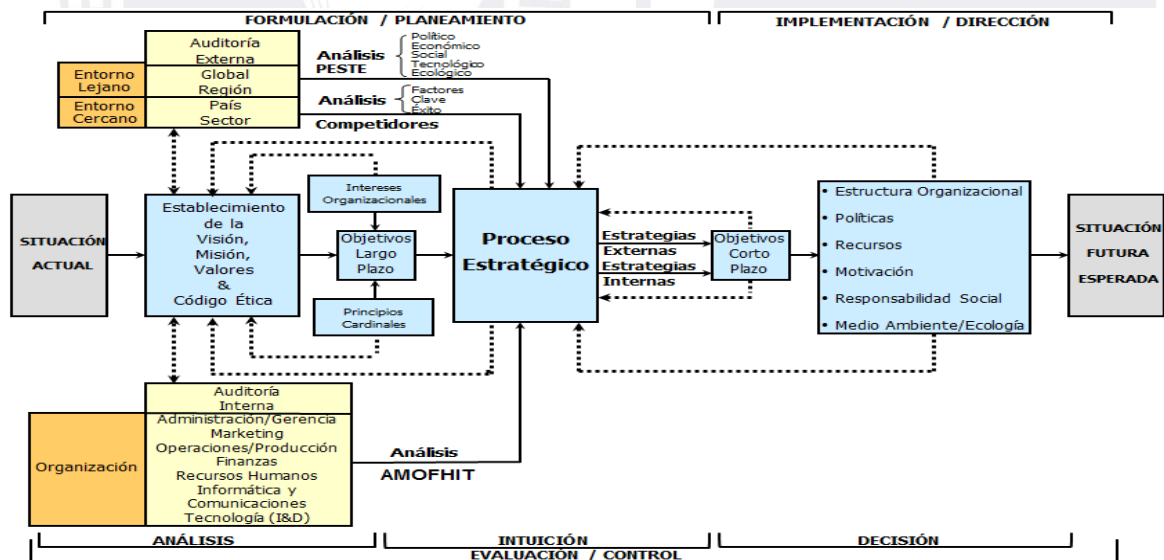 FORMULACIÓN / PLANEAMIENTO
IMPLEMENTACIÓN / DIRECCIÓN
Auditoría
Externa
Entorno
Lejano
Global
Región
Entorno
Cercano
País
Sector
Análisis
PESTE
Político
Económico
Social
Tecnológico
Ecológico
Análisis
Competidores
Factores
Clave
Éxito
SITUACIÓN
ACTUAL
Establecimiento
de la
Visión,
Misión,
Valores
&
Código Ética
Intereses
Organizacionales
Objetivos
Largo
Plazo
Principios
Cardinales
Proceso
Estratégico
Estrategias
Externas
Estrategias
Internas
Objetivos
Corto
Plazo
• Estructura Organizacional
• Políticas
• Recursos
• Motivación
• Responsabilidad Social
• Medio Ambiente/Ecología
SITUACIÓN
FUTURA
ESPERADA
Organización
Auditoría
Interna
Administración/Gerencia
Marketing
Operaciones/Producción
Finanzas
Recursos Humanos
Informática y
Comunicaciones
Tecnología (I&D)
Análisis
AMOFHIT
ANÁLISIS
INTUICIÓN
DECISIÓN
EVALUACIÓN / CONTROL